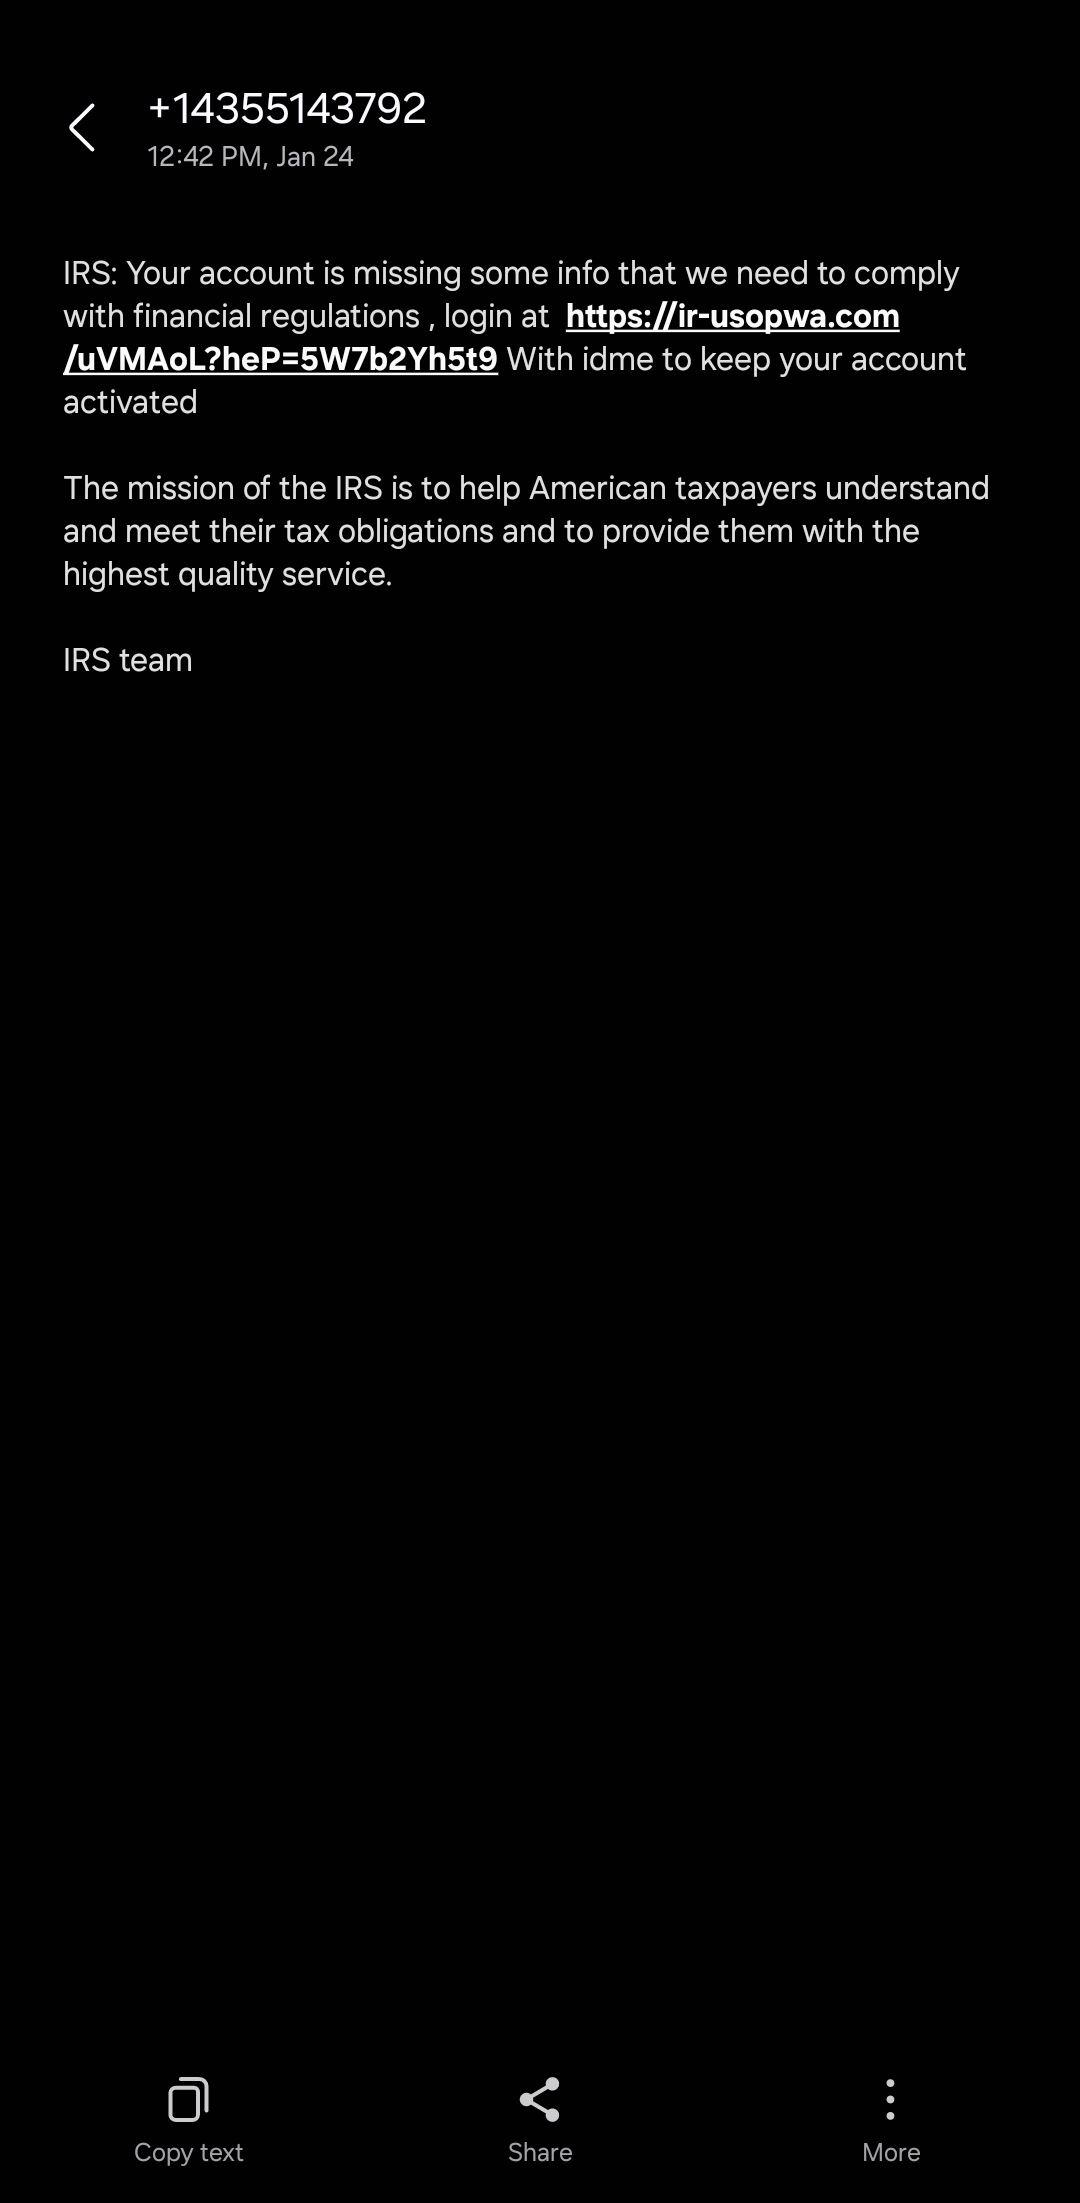 +14355143792
12:42 PM, Jan 24
IRS: Your account is missing some info that we need to comply
with financial regulations , login at  https://ir-usopwa.com
/uVMAoL?heP=5W7b2Yh5t9 With idme to keep your account
activated
The mission of the IRS is to help American taxpayers understand
and meet their tax obligations and to provide them with the
highest quality service.
IRS team
Copy text
Share
More